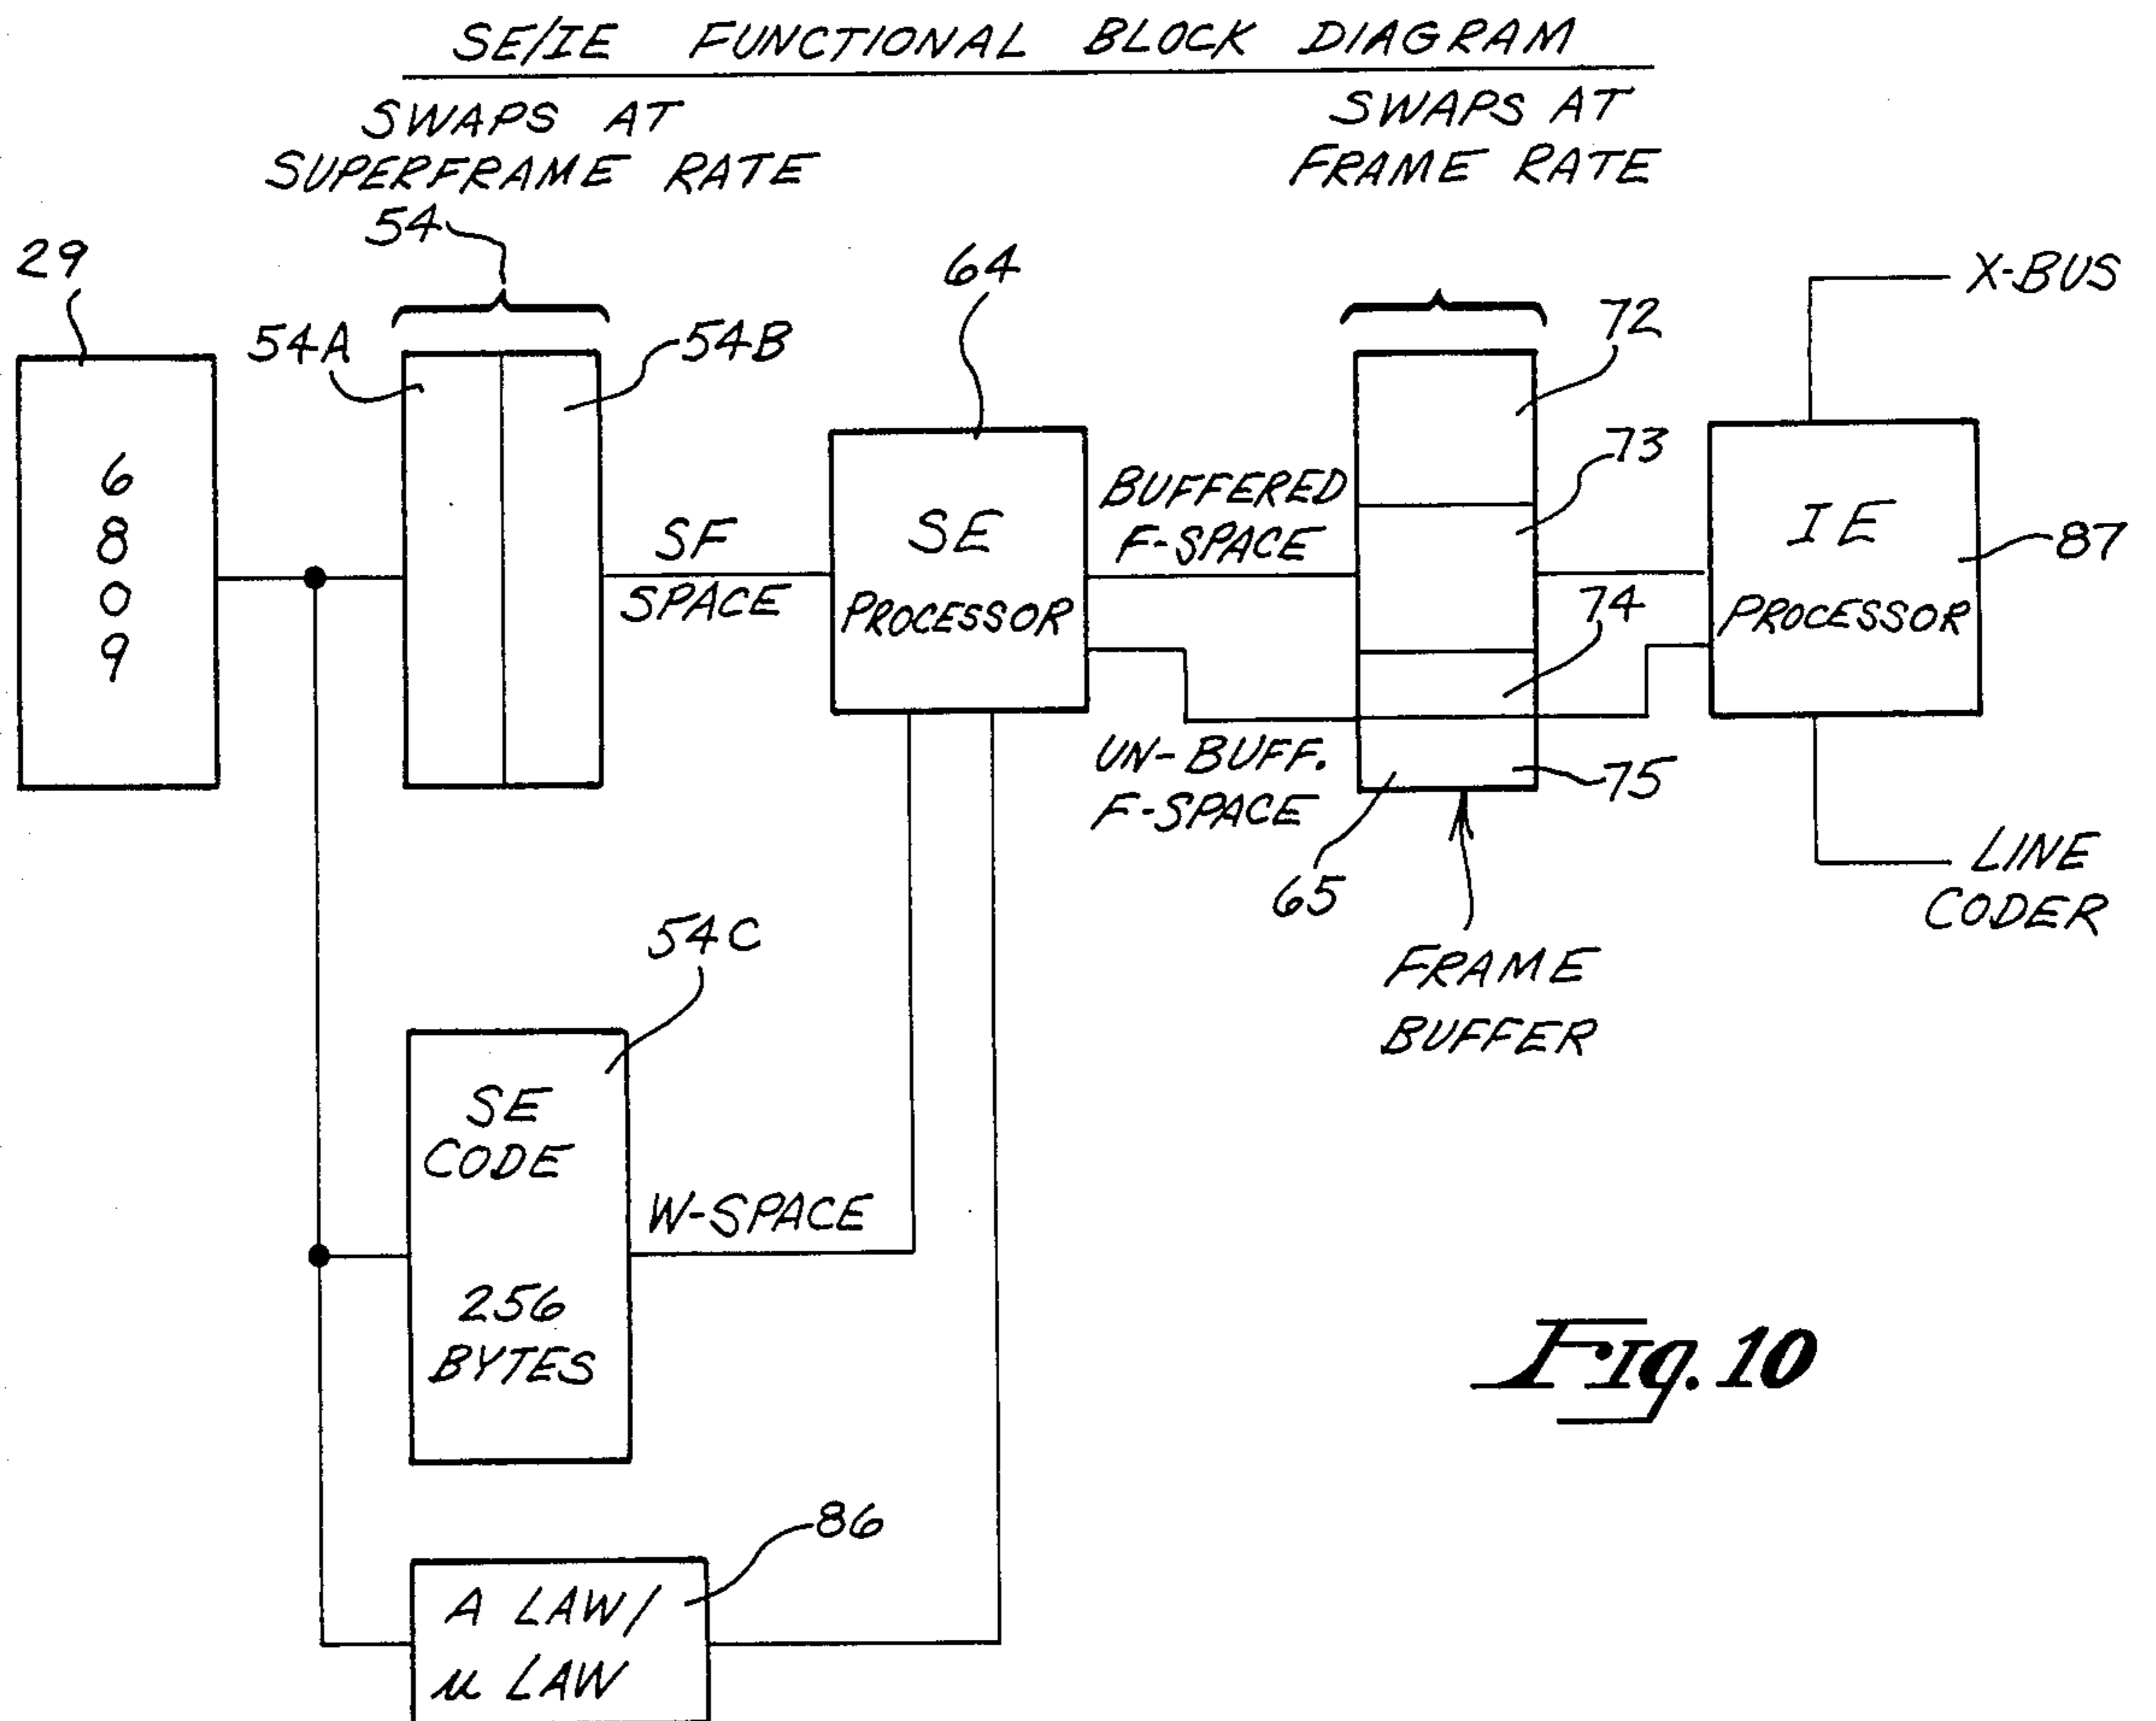 SE/IE FUNCTIONAL BLOCK DIAGRAM
SWAPS AT
SUPERFRAME RATE
SWAPS AT
FRAME RATE
29
54
54A
54B
64
72
73
74
75
65
87
X-BUS
6
8
0
9
SF
SPACE
SE
PROCESSOR
BUFFERED
F-SPACE
UN-BUFF.
F-SPACE
IE
PROCESSOR
LINE
CODER
FRAME
BUFFER
54C
SE
CODE
256
BYTES
W-SPACE
86
A LAW/
µ LAW
Fig. 10